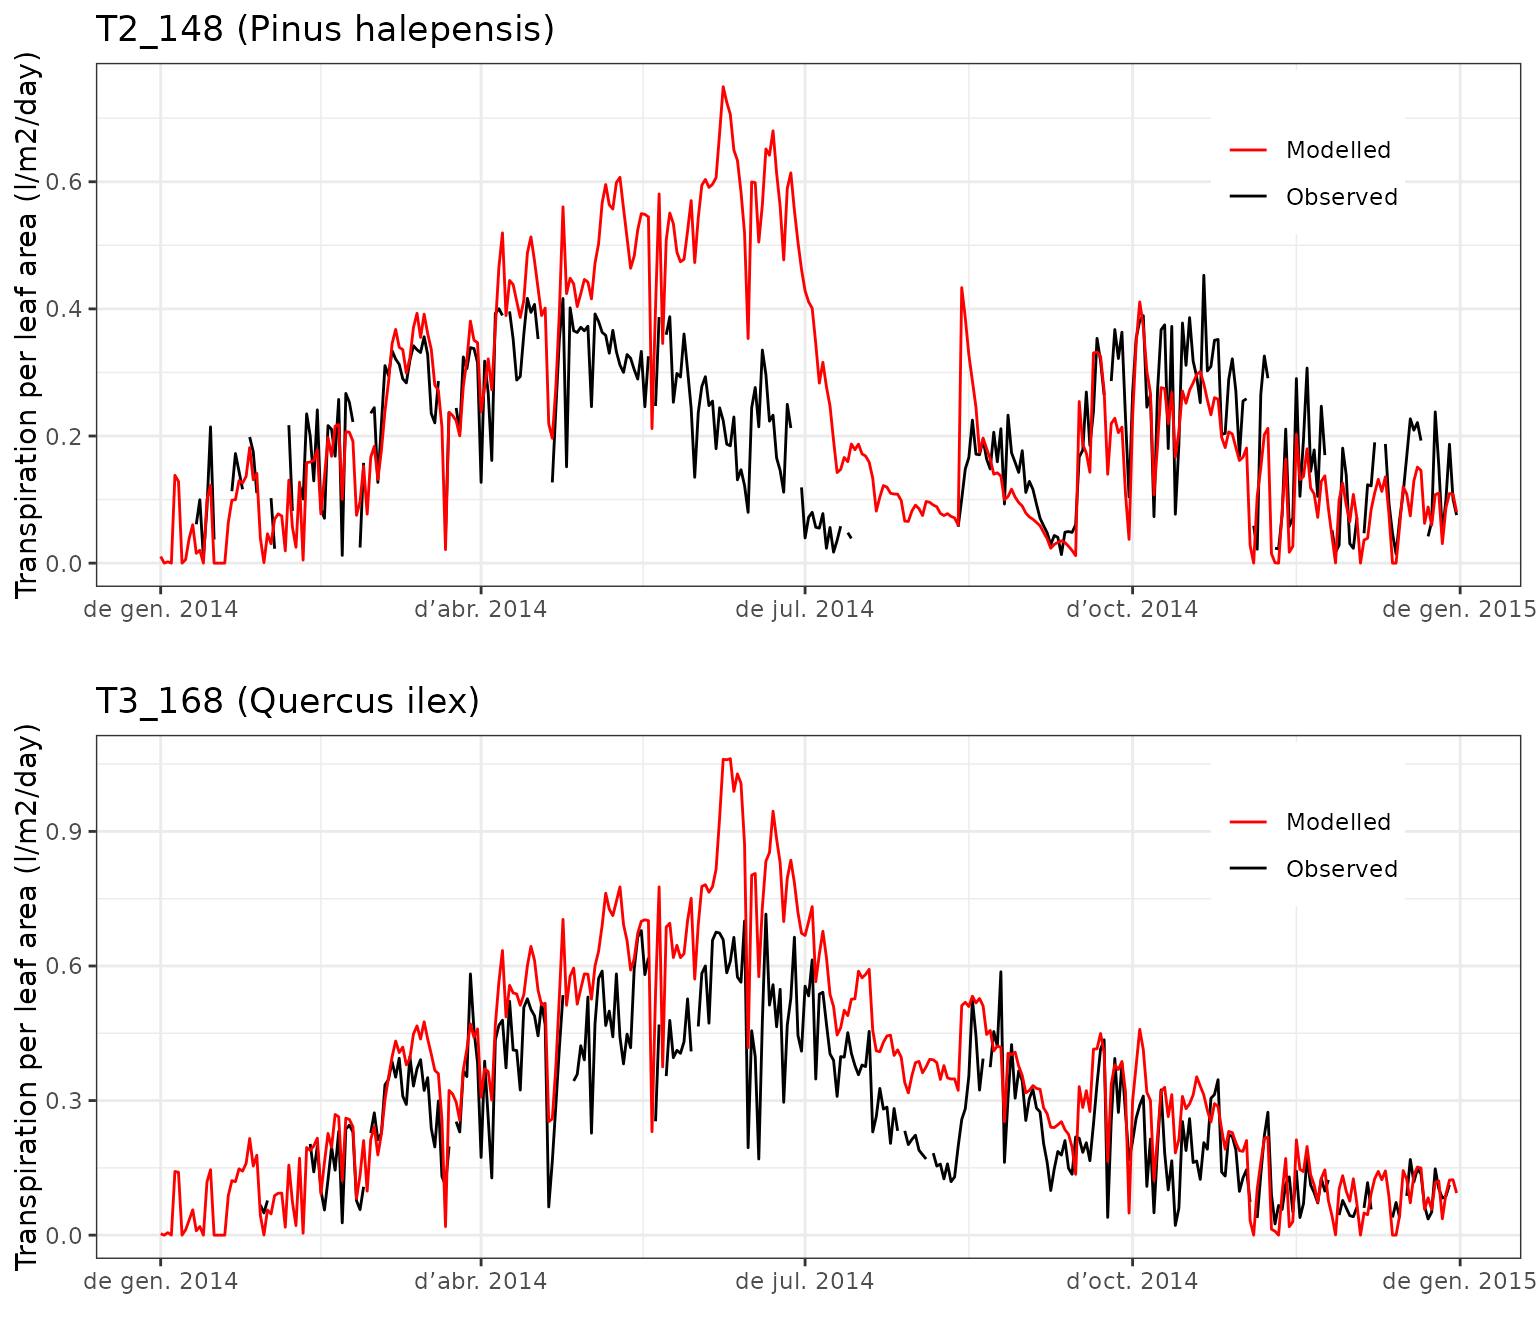 T2_148 (Pinus halepensis)
Transpiration per leaf area (l/m2/day)
0.6
0.4
0.2
0.0
Modelled
Observed
de gen. 2014
d’abr. 2014
de jul. 2014
d’oct. 2014
de gen. 2015
T3_168 (Quercus ilex)
Transpiration per leaf area (l/m2/day)
0.9
0.6
0.3
0.0
Modelled
Observed
de gen. 2014
d’abr. 2014
de jul. 2014
d’oct. 2014
de gen. 2015